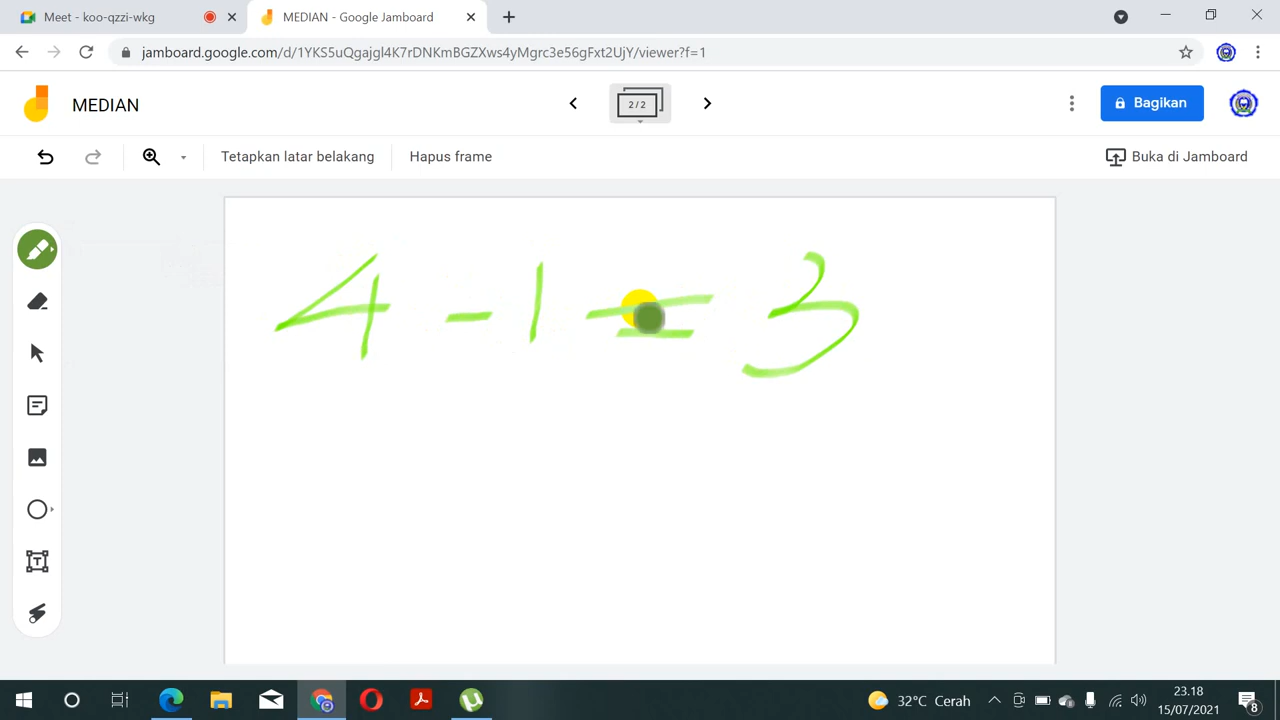 Meet - koo-qzzi-wkg
MEDIAN - Google Jamboard
jamboard.google.com/d/1YKS5uQgajgl4K7rDNKmBGZXws4yMgrc3e56gFxt2UjY/viewer?f=1
MEDIAN
2 / 2
Bagikan
Tetapkan latar belakang
Hapus frame
Buka di Jamboard
4 - 1 = 3
T
32°C Cerah
23.18
15/07/2021
8